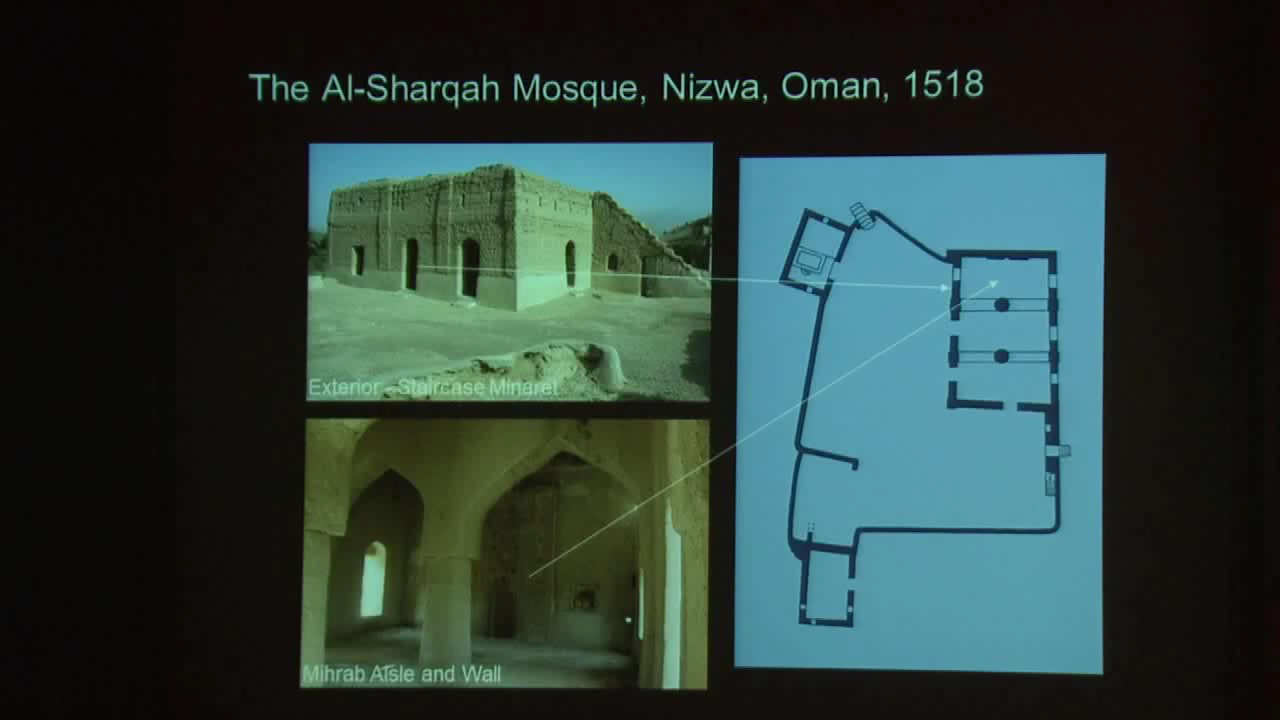 The Al-Sharqah Mosque, Nizwa, Oman, 1518
Exterior - Staircase Minaret
Mihrab Aisle and Wall